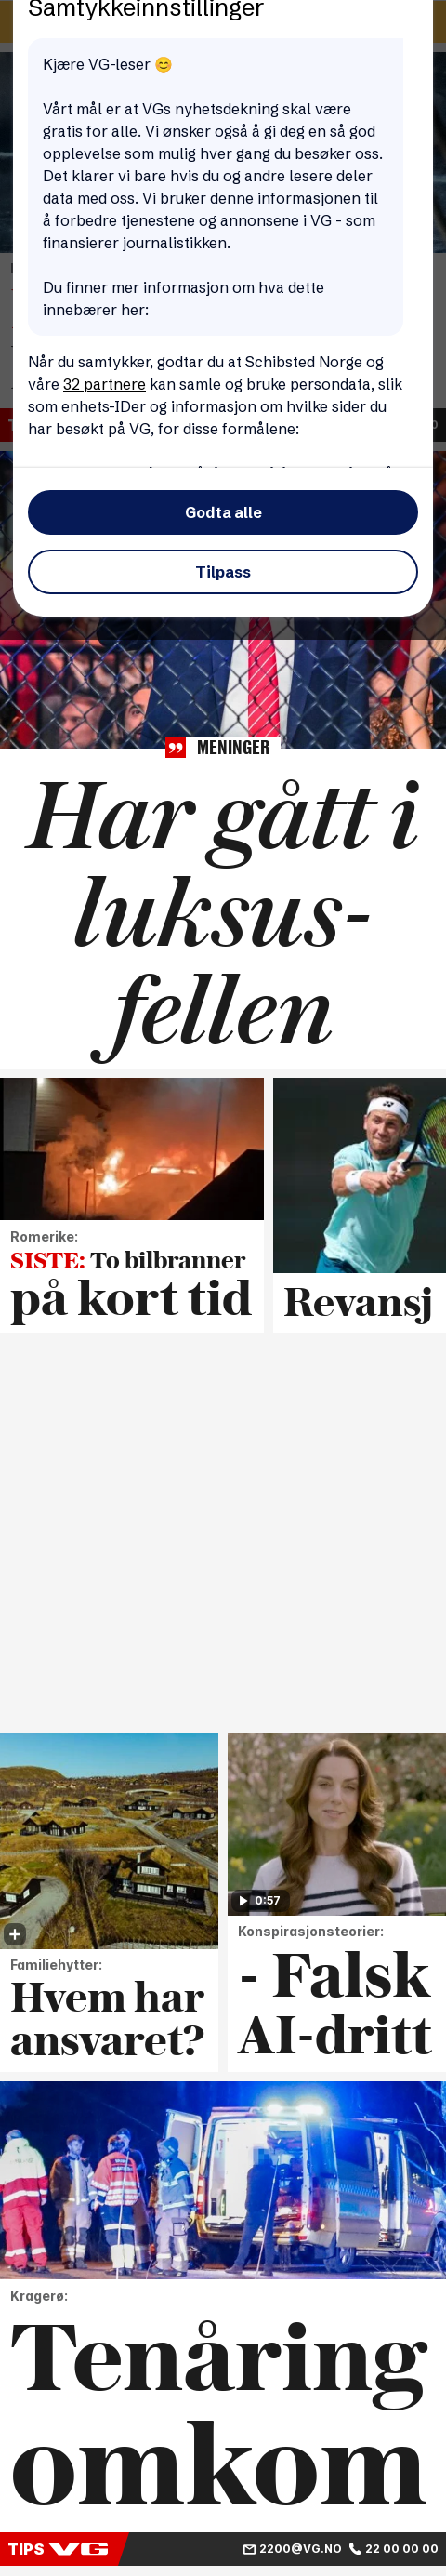 Samtykkeinnstillinger
Kjære VG-leser 😊
Vårt mål er at VGs nyhetsdekning skal være
gratis for alle. Vi ønsker også å gi deg en så god
opplevelse som mulig hver gang du besøker oss.
Det klarer vi bare hvis du og andre lesere deler
data med oss. Vi bruker denne informasjonen til
å forbedre tjenestene og annonsene i VG - som
finansierer journalistikken.
Du finner mer informasjon om hva dette
innebærer her:
Når du samtykker, godtar du at Schibsted Norge og
våre 32 partnere kan samle og bruke persondata, slik
som enhets-IDer og informasjon om hvilke sider du
har besøkt på VG, for disse formålene:
Godta alle
Tilpass
MENINGER
Har gått i
luksus-
fellen
Romerike:
SISTE: To bilbranner
på kort tid
Revansj
0:57
Familiehytter:
Hvem har
ansvaret?
Konspirasjonsteorier:
- Falsk
AI-dritt
Kragerø:
Tenåring
omkom
TIPS VG 2200@VG.NO 22 00 00 00